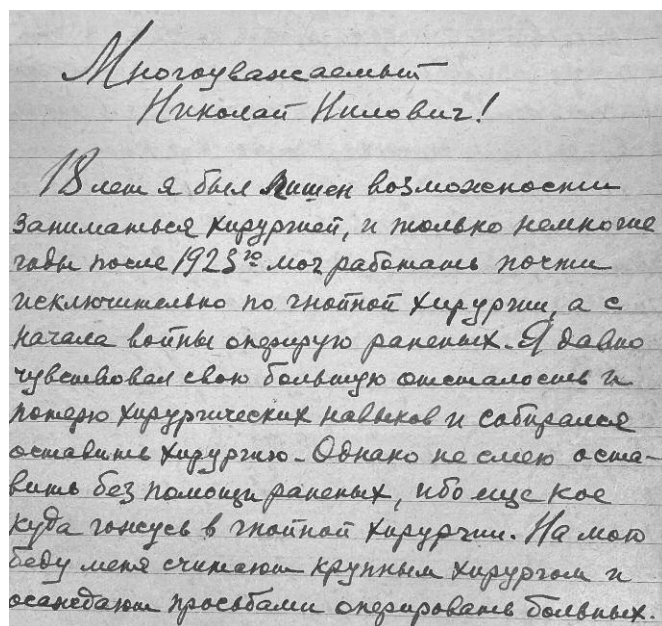 Многоуважаемый
Николай Нилович!
18 лет я был лишен возможности
заниматься хирургией, и только немногие
годы после 1923го мог работать почти
исключительно по гнойной хирургии, а с
начала войны оперирую раненых. Я давно
чувствовал свою большую отсталость и
потерю хирургических навыков и собирался
оставить хирургию. Однако не смею оста-
вить без помощи раненых, ибо еще кое
куда гожусь в гнойной хирургии. На мою
беду меня считают крупным хирургом и
осаждают просьбами оперировать больных.